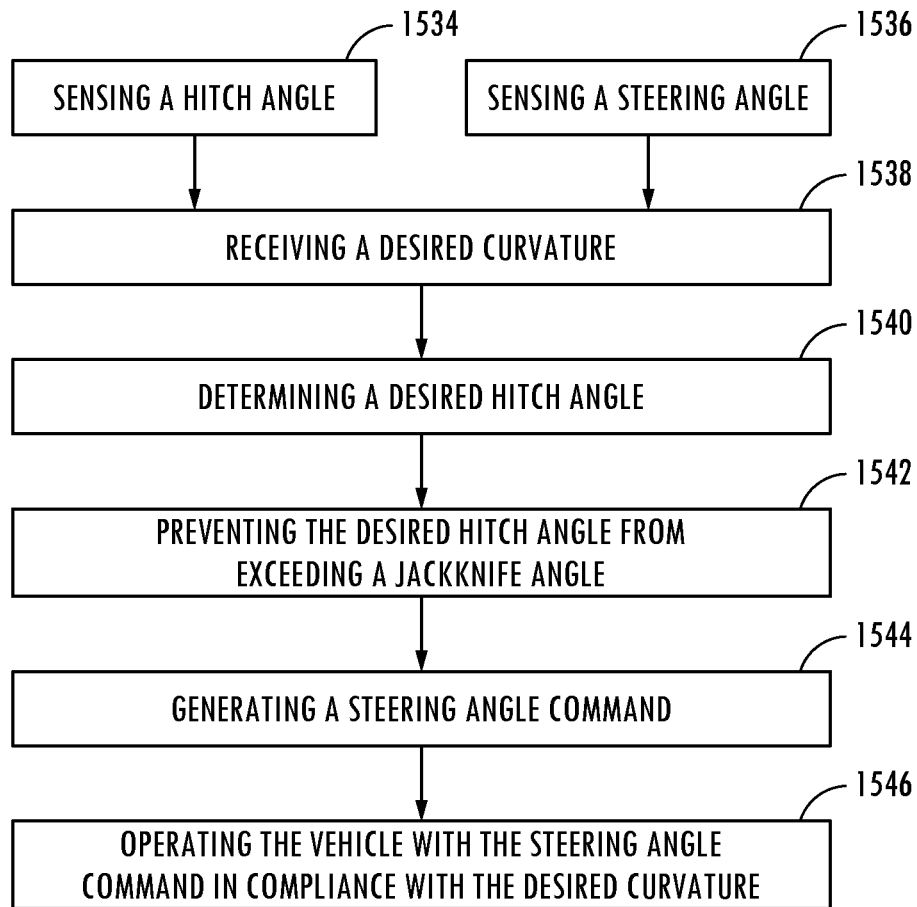 1534
1536
SENSING A HITCH ANGLE
SENSING A STEERING ANGLE
1538
RECEIVING A DESIRED CURVATURE
1540
DETERMINING A DESIRED HITCH ANGLE
1542
PREVENTING THE DESIRED HITCH ANGLE FROM
EXCEEDING A JACKKNIFE ANGLE
1544
GENERATING A STEERING ANGLE COMMAND
1546
OPERATING THE VEHICLE WITH THE STEERING ANGLE
COMMAND IN COMPLIANCE WITH THE DESIRED CURVATURE